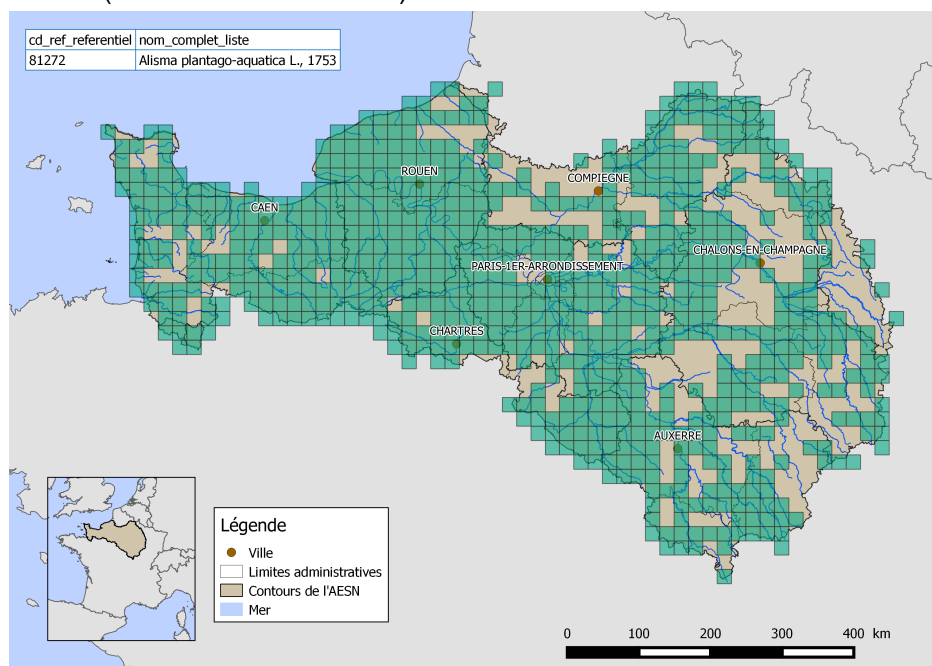 cd_ref_referentiel nom_complet_liste
81272 Alisma plantago-aquatica L., 1753
ROUEN
COMPIEGNE
CAEN
CHALONS-EN-CHAMPAGNE
PARIS-1ER-ARRONDISSEMENT
CHARTRES
AUXERRE
Légende
Ville
Limites administratives
Contours de l'AESN
Mer
0 100 200 300 400 km